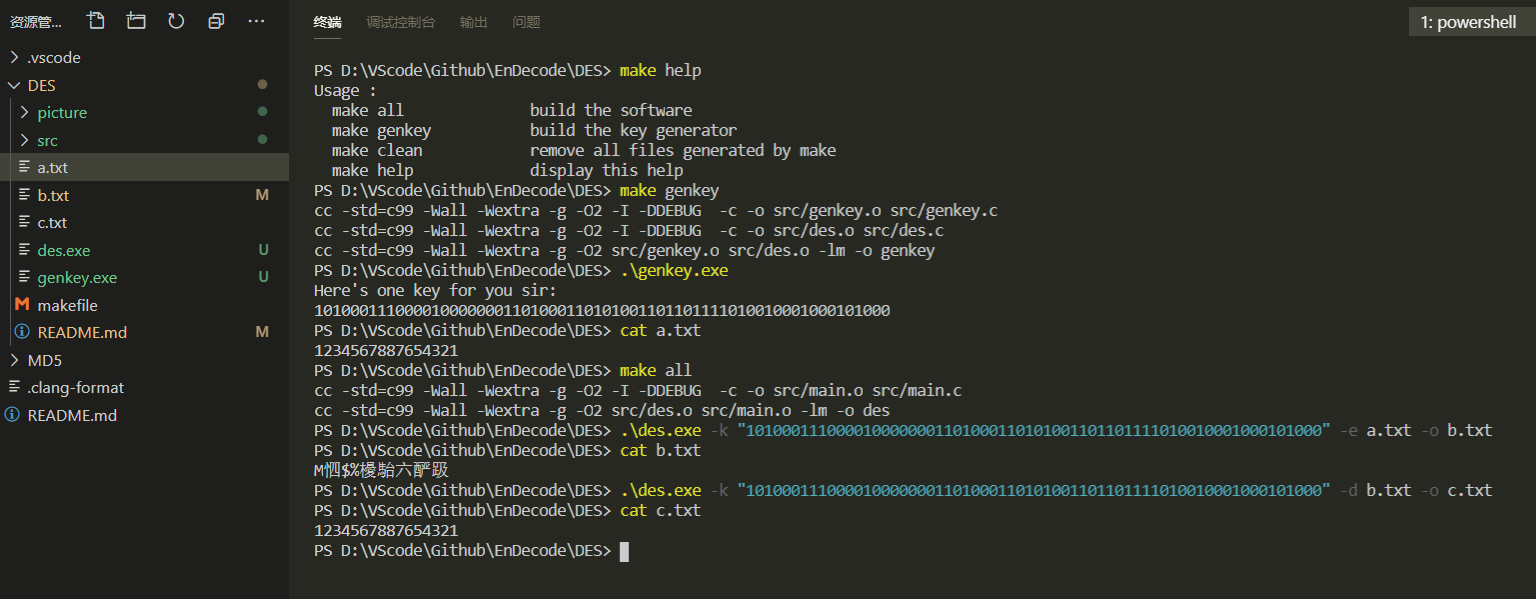 资源管...
.vscode
DES
picture
src
a.txt
b.txt M
c.txt
des.exe U
genkey.exe U
makefile
README.md M
MD5
.clang-format
README.md
终端 调试控制台 输出 问题 1: powershell
PS D:\VScode\Github\EnDecode\DES> make help
Usage :
make all build the software
make genkey build the key generator
make clean remove all files generated by make
make help display this help
PS D:\VScode\Github\EnDecode\DES> make genkey
cc -std=c99 -Wall -Wextra -g -O2 -I -DDEBUG -c -o src/genkey.o src/genkey.c
cc -std=c99 -Wall -Wextra -g -O2 -I -DDEBUG -c -o src/des.o src/des.c
cc -std=c99 -Wall -Wextra -g -O2 src/genkey.o src/des.o -lm -o genkey
PS D:\VScode\Github\EnDecode\DES> .\genkey.exe
Here's one key for you sir:
1010001110000100000001101000110101001101101111010010001000101000
PS D:\VScode\Github\EnDecode\DES> cat a.txt
1234567887654321
PS D:\VScode\Github\EnDecode\DES> make all
cc -std=c99 -Wall -Wextra -g -O2 -I -DDEBUG -c -o src/main.o src/main.c
cc -std=c99 -Wall -Wextra -g -O2 src/des.o src/main.o -lm -o des
PS D:\VScode\Github\EnDecode\DES> .\des.exe -k "1010001110000100000001101000110101001101101111010010001000101000" -e a.txt -o b.txt
PS D:\VScode\Github\EnDecode\DES> cat b.txt
PS D:\VScode\Github\EnDecode\DES> .\des.exe -k "1010001110000100000001101000110101001101101111010010001000101000" -d b.txt -o c.txt
PS D:\VScode\Github\EnDecode\DES> cat c.txt
1234567887654321
PS D:\VScode\Github\EnDecode\DES>